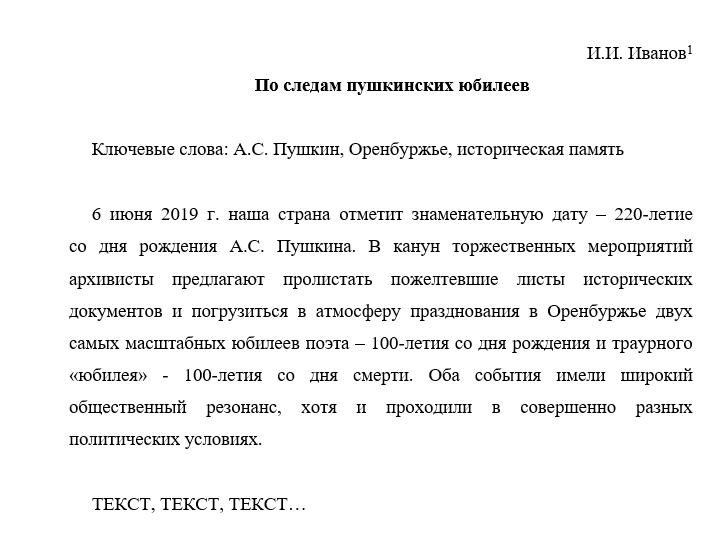 И.И. Иванов¹
По следам пушкинских юбилеев
Ключевые слова: А.С. Пушкин, Оренбуржье, историческая память
6 июня 2019 г. наша страна отметит знаменательную дату – 220-летие
со дня рождения А.С. Пушкина. В канун торжественных мероприятий
архивисты предлагают пролистать пожелтевшие листы исторических
документов и погрузиться в атмосферу празднования в Оренбуржье двух
самых масштабных юбилеев поэта – 100-летия со дня рождения и траурного
«юбилея» - 100-летия со дня смерти. Оба события имели широкий
общественный резонанс, хотя и проходили в совершенно разных
политических условиях.
ТЕКСТ, ТЕКСТ, ТЕКСТ…